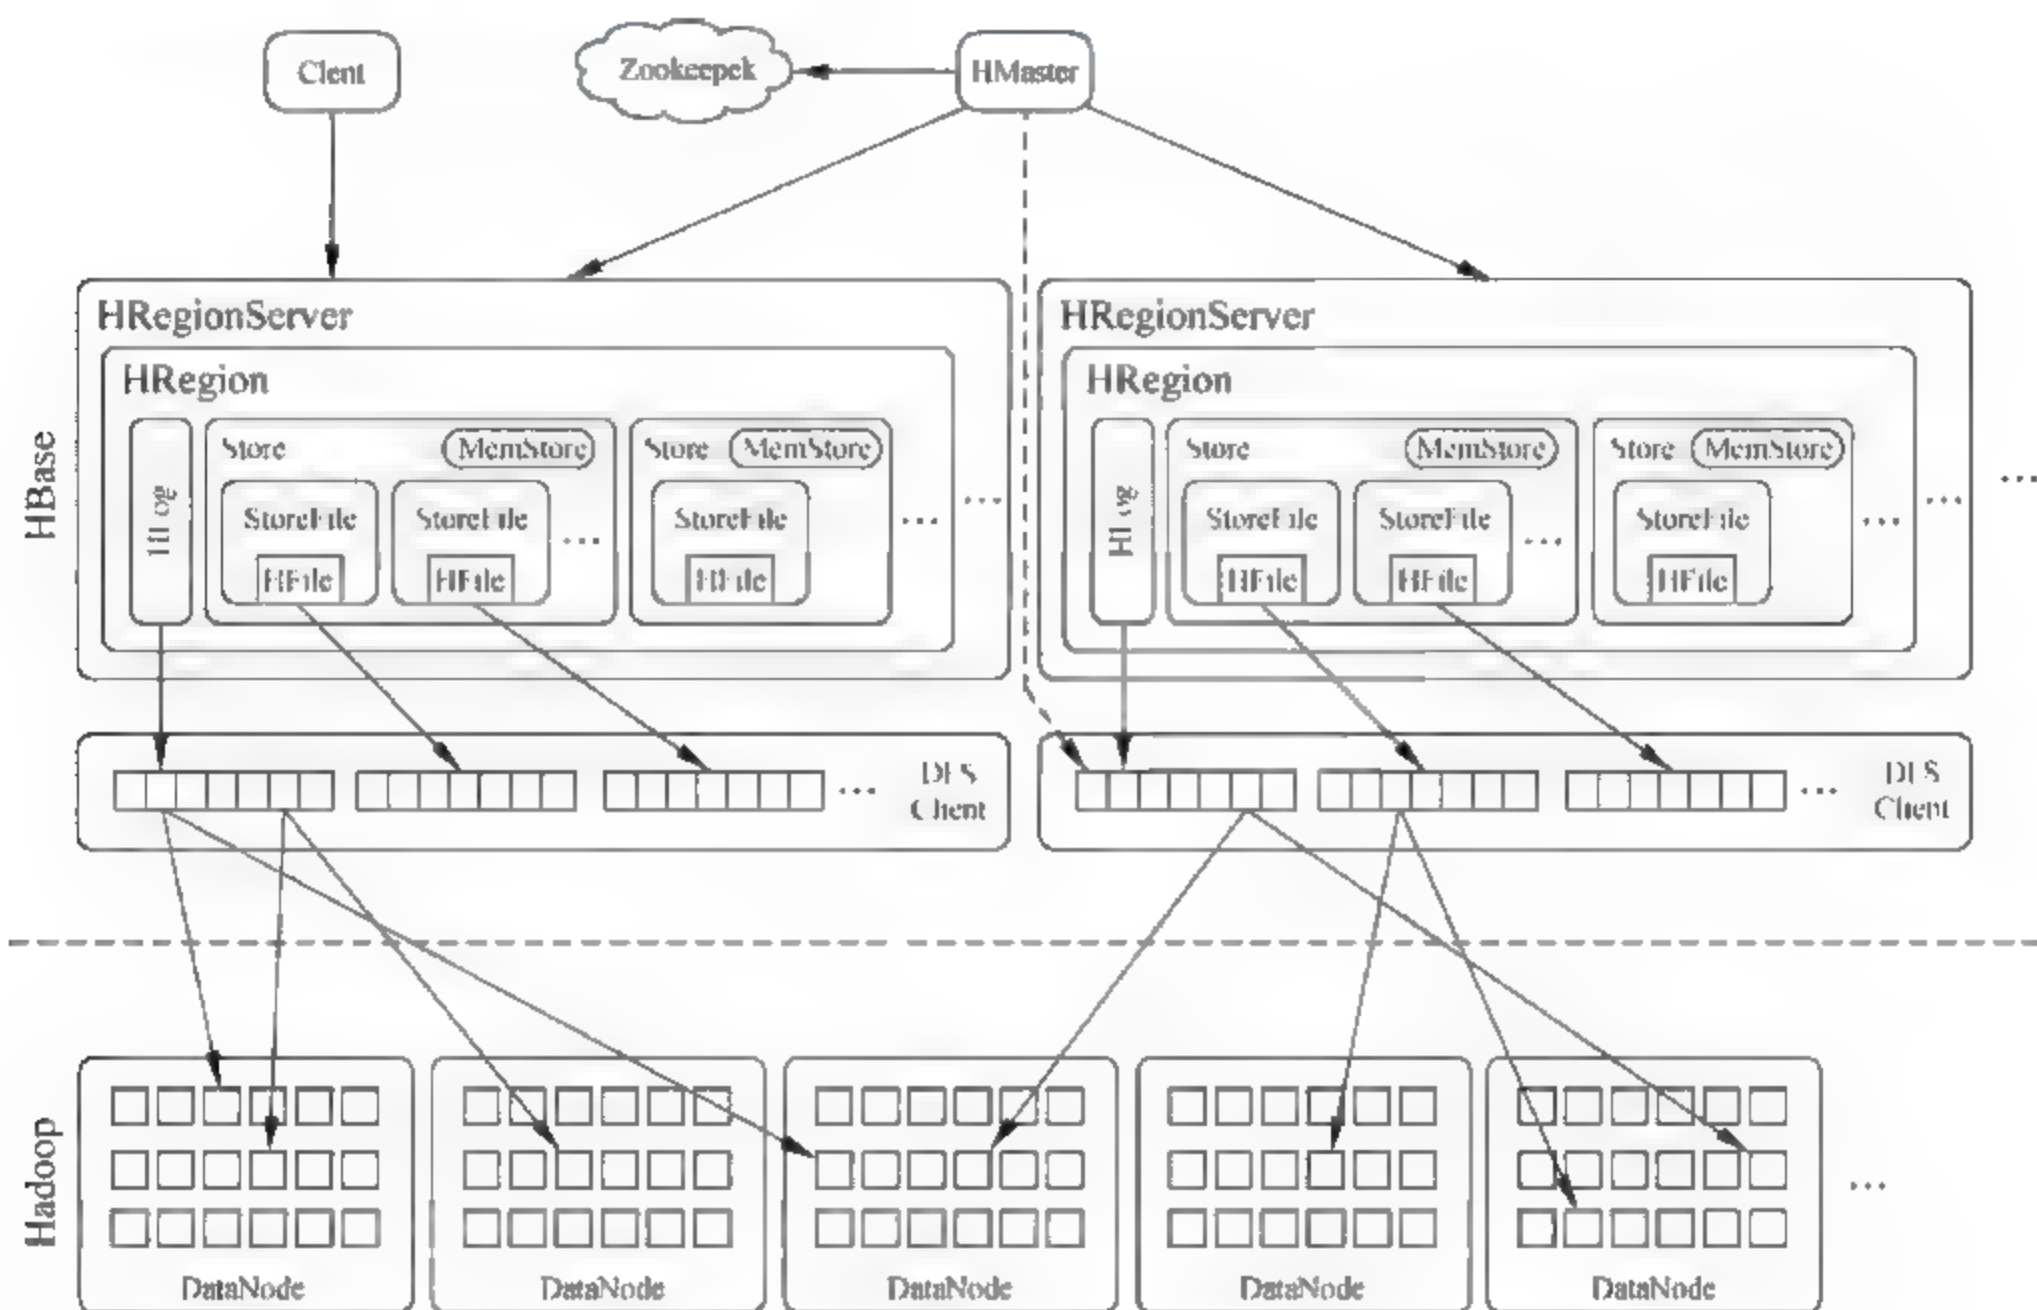 Clent
Zookeepek
HMaster
HBase
HRegionServer
HRegion
HLog
Store
MemStore
StoreFile
HFile
StoreFile
HFile
...
Store
MemStore
StoreFile
HFile
...
...
HRegionServer
HRegion
HLog
Store
MemStore
StoreFile
HFile
StoreFile
HFile
...
Store
MemStore
StoreFile
HFile
...
...
...
...
DFS
Client
...
DFS
Client
Hadoop
DataNode
DataNode
DataNode
DataNode
DataNode
...